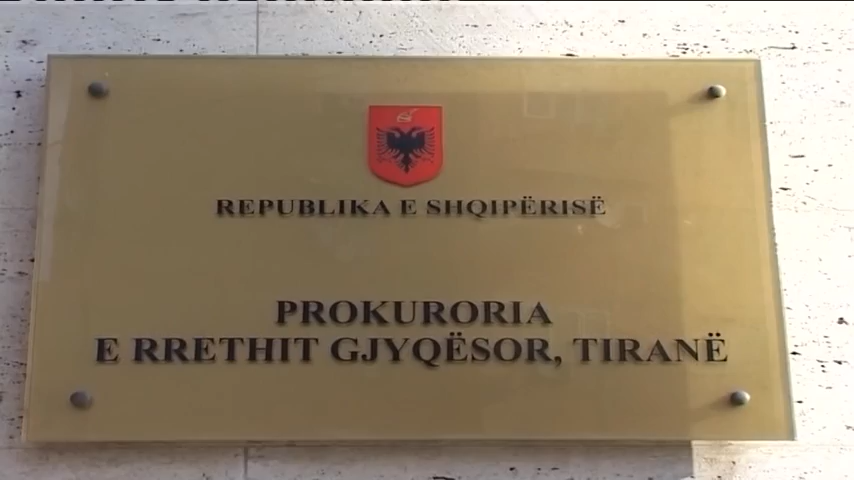 REPUBLIKA E SHQIPËRISË
PROKURORIA
E RRETHIT GJYQËSOR, TIRANË